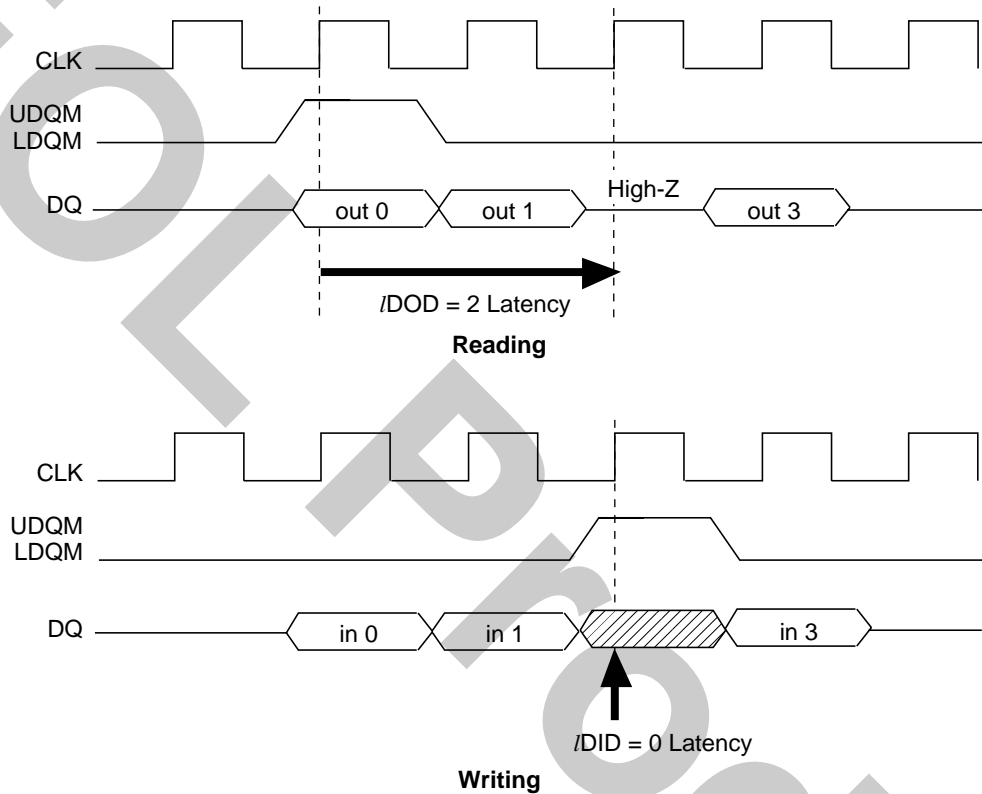 CLK
UDQM
LDQM
DQ out 0 out 1 High-Z out 3
lDOD = 2 Latency
Reading
CLK
UDQM
LDQM
DQ in 0 in 1 in 3
lDID = 0 Latency
Writing